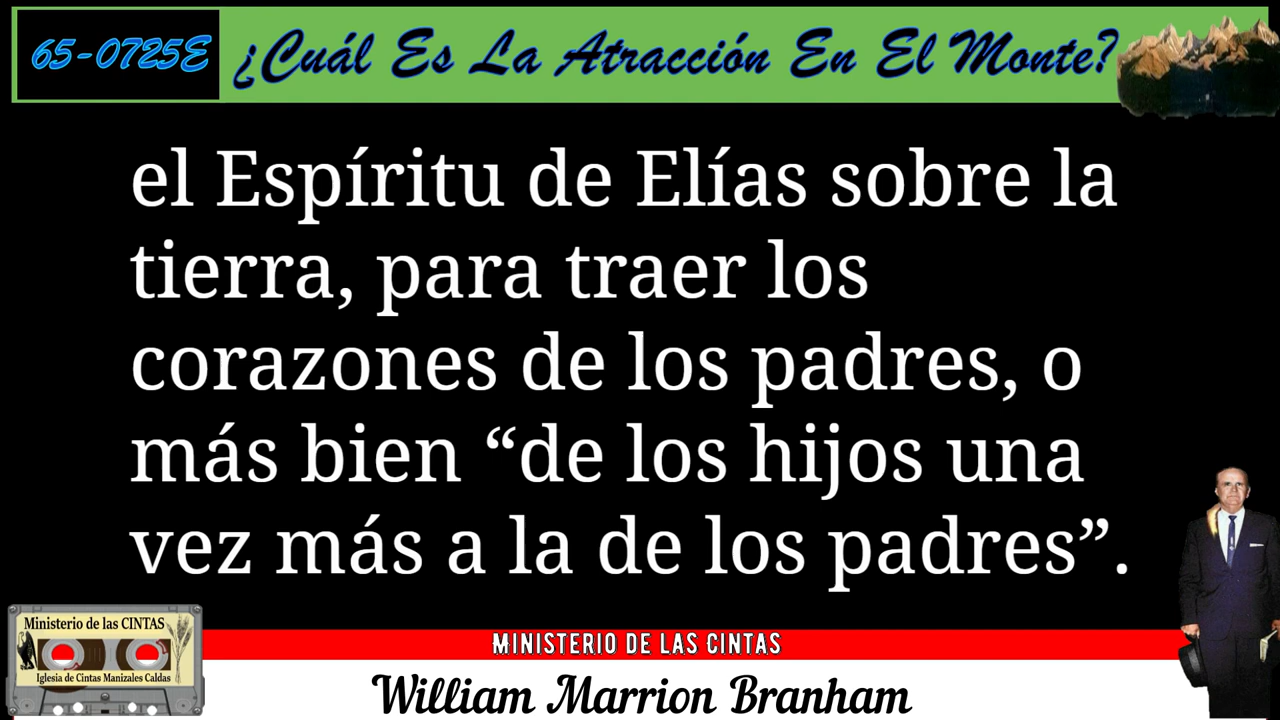 65-0725E ¿Cuál Es La Atracción En El Monte?
el Espíritu de Elías sobre la
tierra, para traer los
corazones de los padres, o
más bien “de los hijos una
vez más a la de los padres”.
Ministerio de las CINTAS
Iglesia de Cintas Manizales Caldas
MINISTERIO DE LAS CINTAS
William Marrion Branham